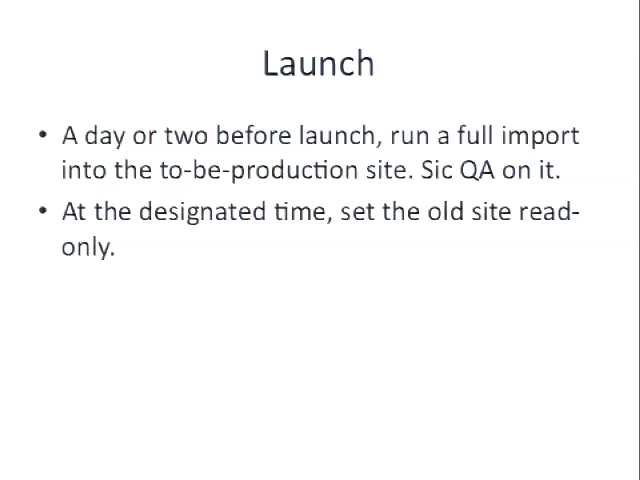 Launch
• A day or two before launch, run a full import
into the to-be-production site. Sic QA on it.
• At the designated time, set the old site read-
only.